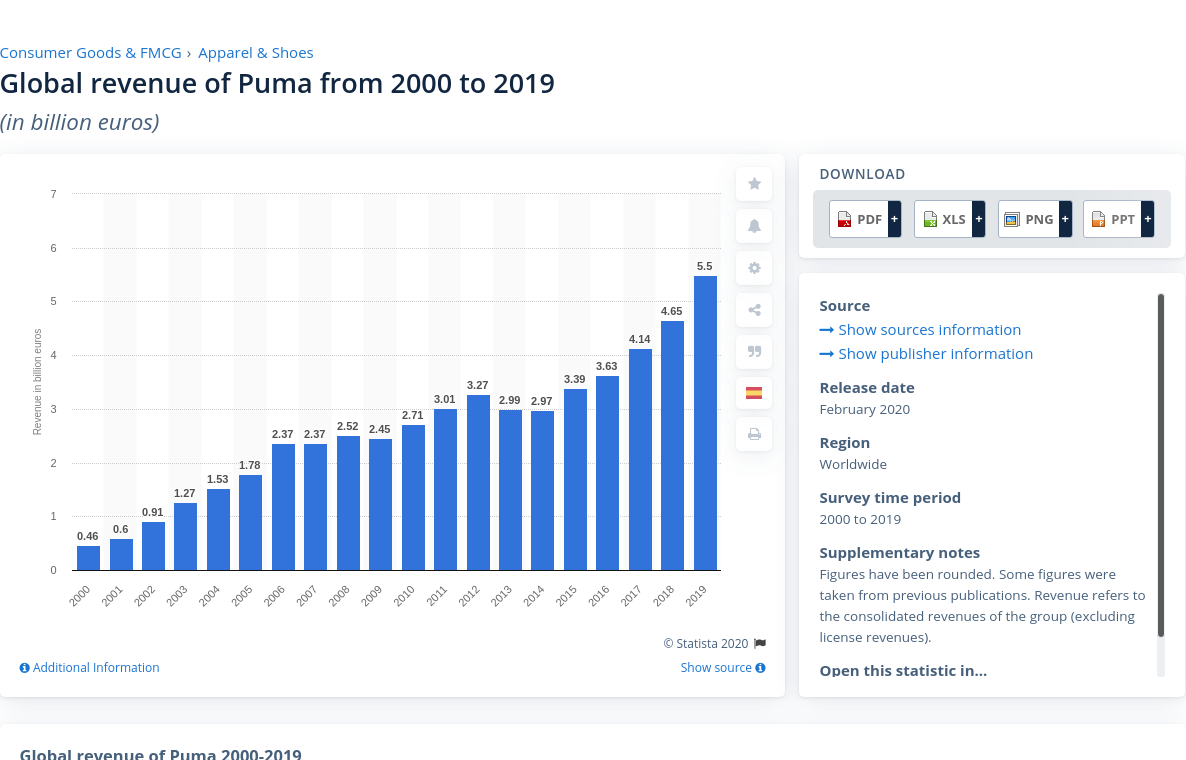 Consumer Goods & FMCG › Apparel & Shoes
Global revenue of Puma from 2000 to 2019
(in billion euros)
7
6
5
4
3
2
1
0
Revenue in billion euros
0.46
0.6
0.91
1.27
1.53
1.78
2.37
2.37
2.52
2.45
2.71
3.01
3.27
2.99
2.97
3.39
3.63
4.14
4.65
5.5
2000
2001
2002
2003
2004
2005
2006
2007
2008
2009
2010
2011
2012
2013
2014
2015
2016
2017
2018
2019
© Statista 2020
Additional Information
Show source
DOWNLOAD
PDF + XLS + PNG + PPT +
Source
Show sources information
Show publisher information
Release date
February 2020
Region
Worldwide
Survey time period
2000 to 2019
Supplementary notes
Figures have been rounded. Some figures were
taken from previous publications. Revenue refers to
the consolidated revenues of the group (excluding
license revenues).
Open this statistic in...
Global revenue of Puma 2000-2019